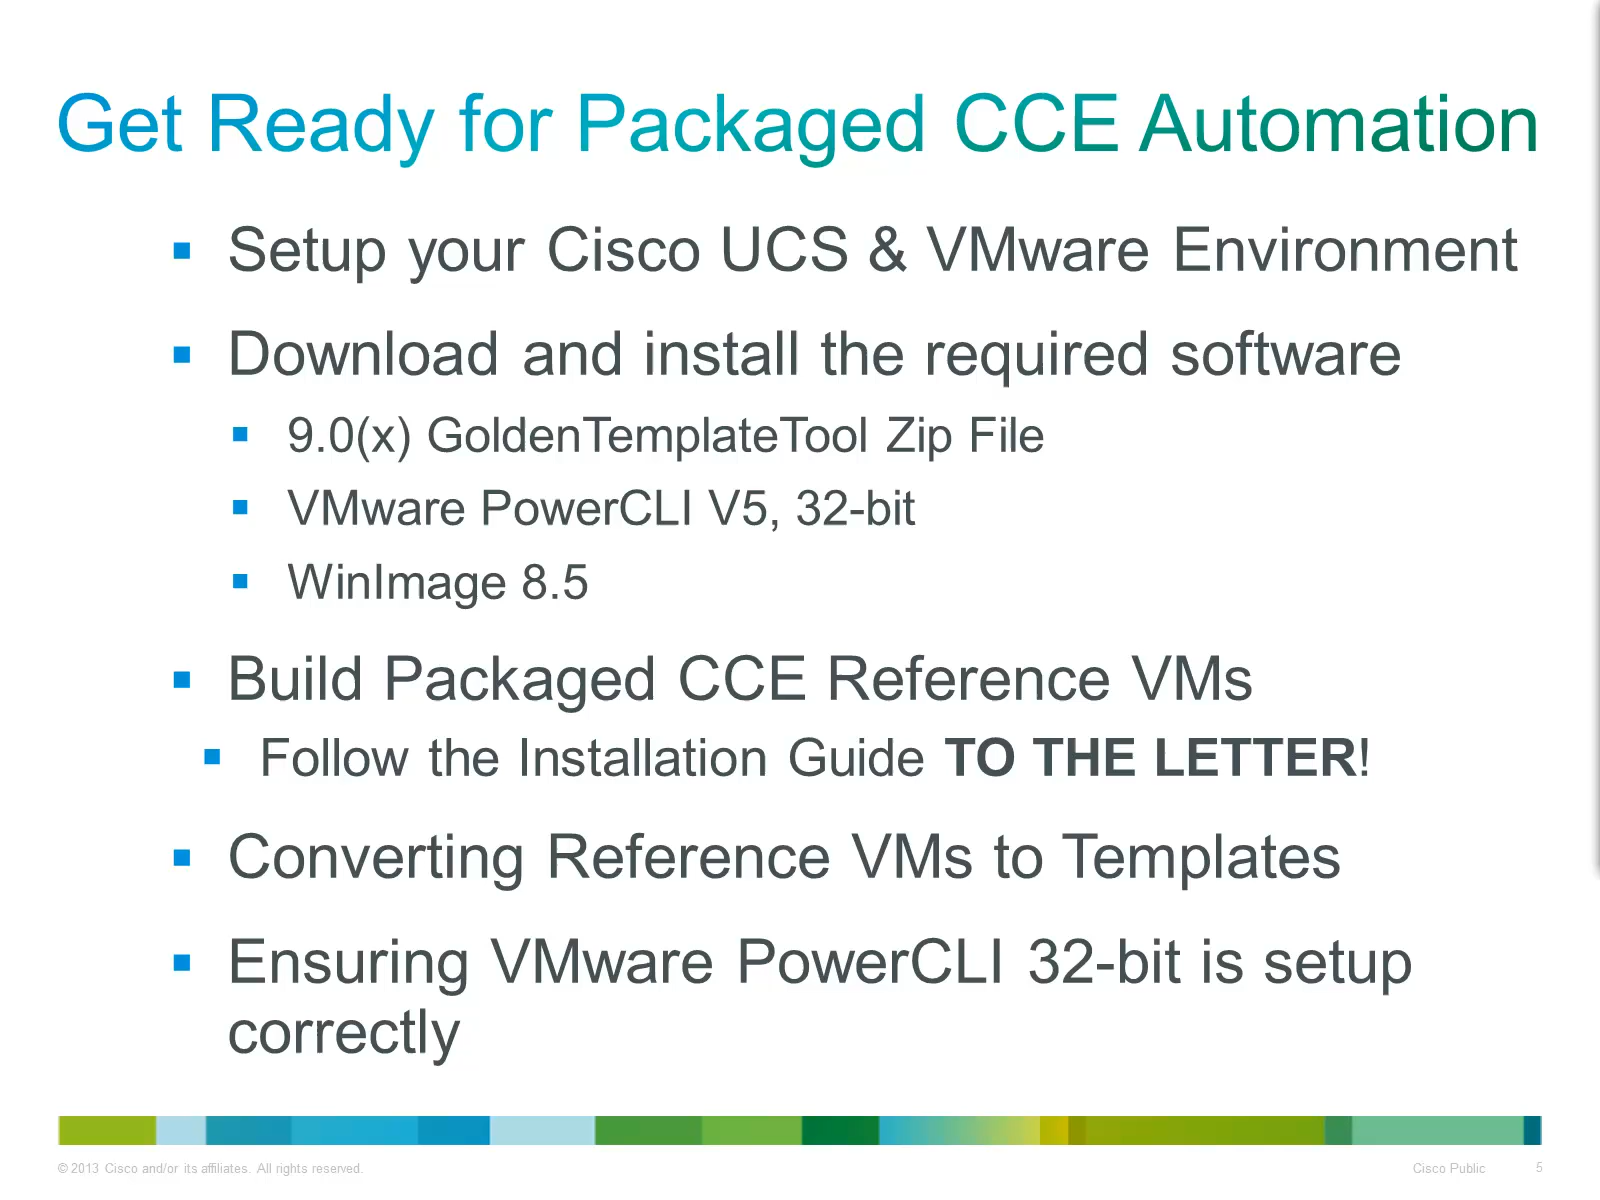 Get Ready for Packaged CCE Automation
▪ Setup your Cisco UCS & VMware Environment
▪ Download and install the required software
▪ 9.0(x) GoldenTemplateTool Zip File
▪ VMware PowerCLI V5, 32-bit
▪ WinImage 8.5
▪ Build Packaged CCE Reference VMs
▪ Follow the Installation Guide TO THE LETTER!
▪ Converting Reference VMs to Templates
▪ Ensuring VMware PowerCLI 32-bit is setup
correctly
© 2013 Cisco and/or its affiliates. All rights reserved.
Cisco Public
5